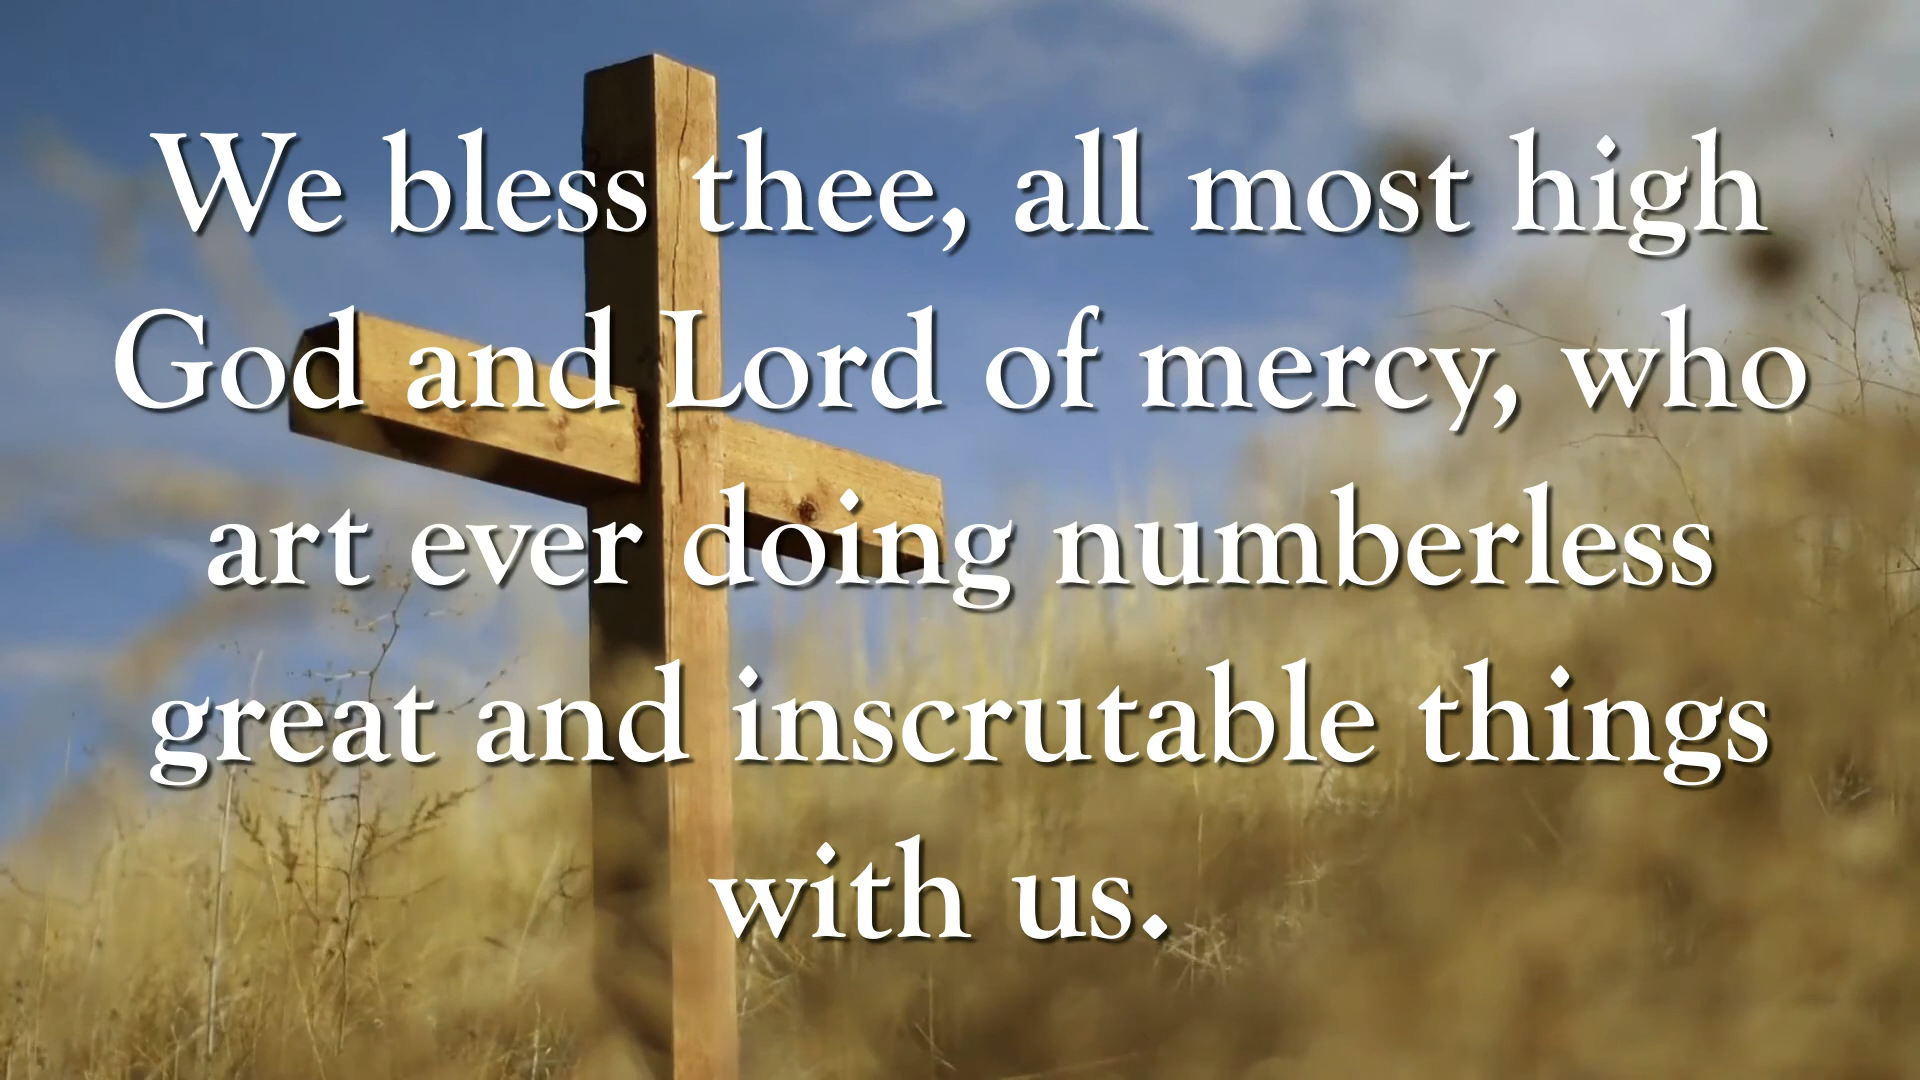 We bless thee, all most high
God and Lord of mercy, who
art ever doing numberless
great and inscrutable things
with us.